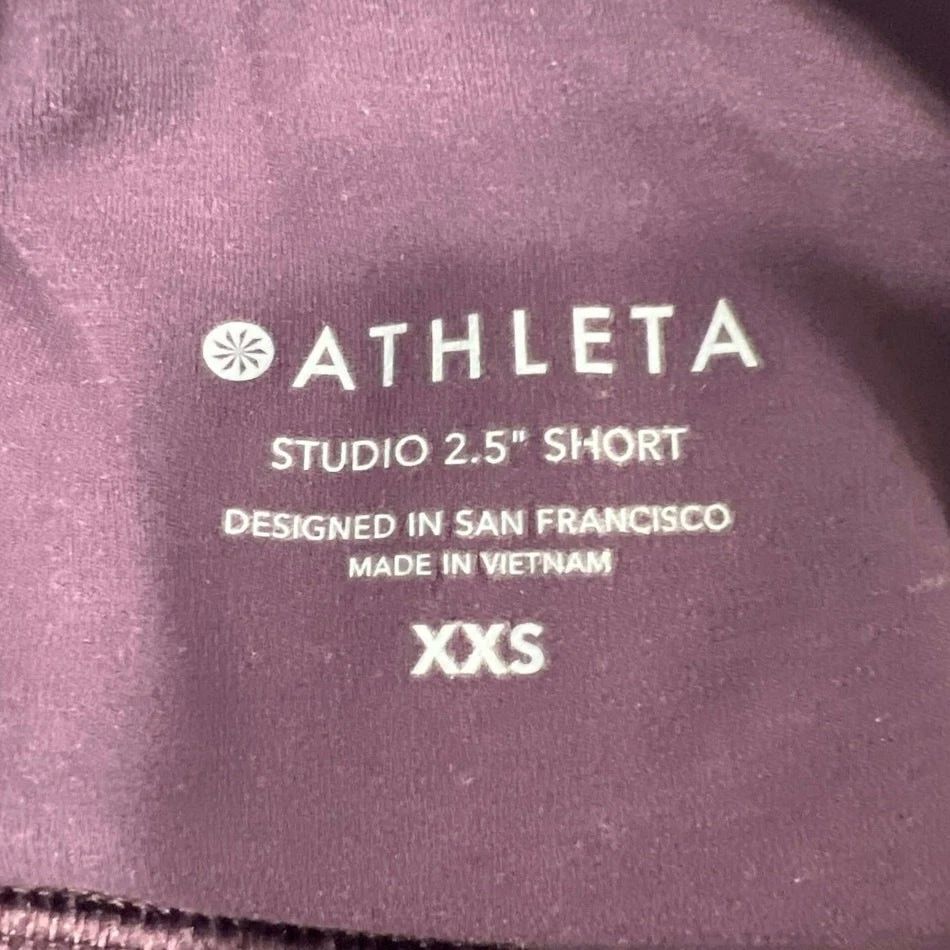 ATHLETA
STUDIO 2.5" SHORT
DESIGNED IN SAN FRANCISCO
MADE IN VIETNAM
XXS